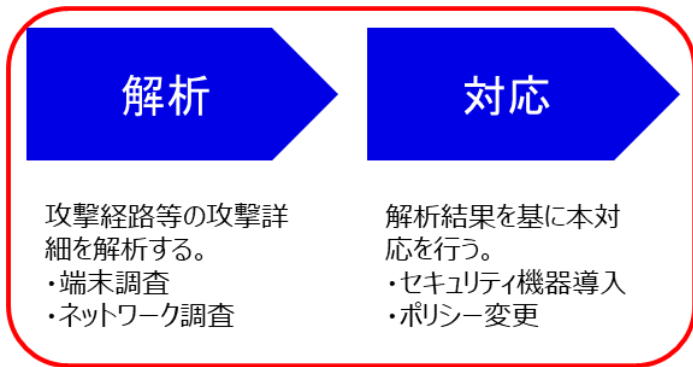 解析
攻撃経路等の攻撃詳
細を解析する。
・端末調査
・ネットワーク調査
対応
解析結果を基に本対
応を行う。
・セキュリティ機器導入
・ポリシー変更